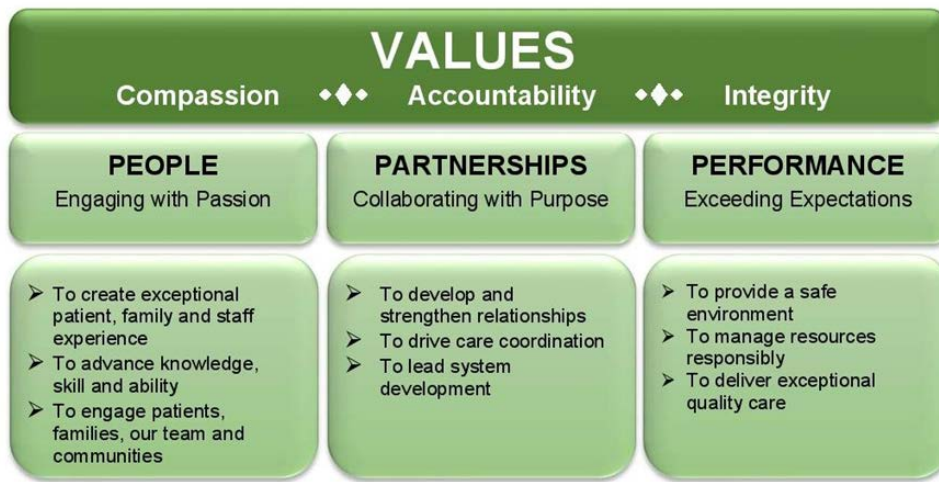 VALUES
Compassion Accountability Integrity
PEOPLE
Engaging with Passion
PARTNERSHIPS
Collaborating with Purpose
PERFORMANCE
Exceeding Expectations
To create exceptional
patient, family and staff
experience
To advance knowledge,
skill and ability
To engage patients,
families, our team and
communities
To develop and
strengthen relationships
To drive care coordination
To lead system
development
To provide a safe
environment
To manage resources
responsibly
To deliver exceptional
quality care